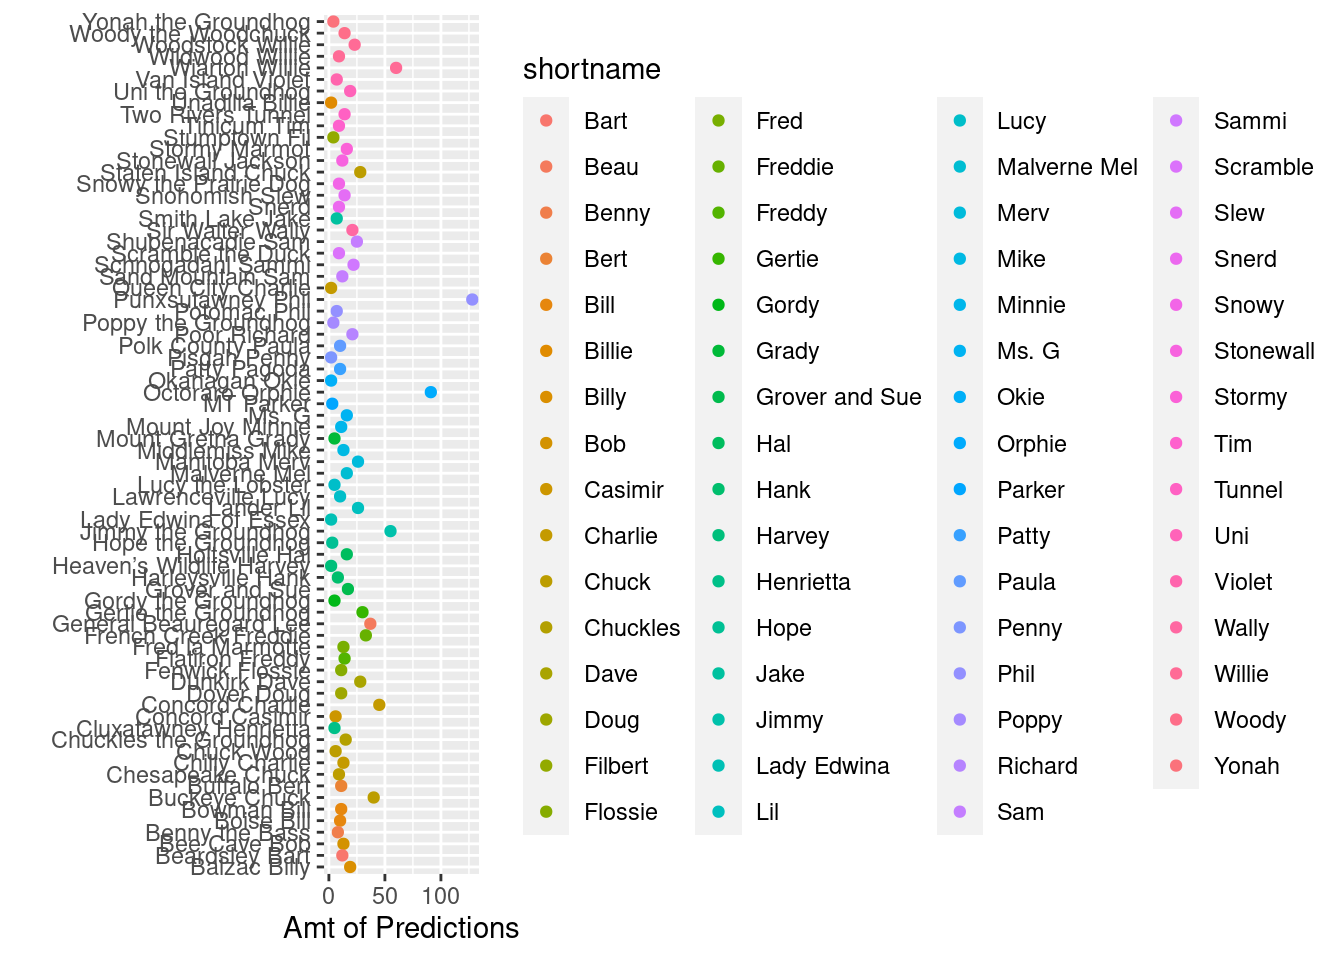 Yonah the Groundhog
Woody the Woodchuck
Woodstock Willie
Wildwood Willie
Wiarton Willie
Van Island Violet
Uni the Groundhog
Unadilla Billie
Two Rivers Tunnel
Tinicum Tim
Stumptown Fil
Stormy Marmot
Stonewall Jackson
Staten Island Chuck
Snowy the Prairie Dog
Snohomish Slew
Snerd
Smith Lake Jake
Sir Walter Wally
Shubenacadie Sam
Scramble the Duck
Schnogadahl Sammi
Sand Mountain Sam
Queen City Charlie
Punxsutawney Phil
Potomac Phil
Poppy the Groundhog
Poor Richard
Polk County Paula
Pisgah Penny
Patty Pagoda
Okanagan Okie
Octoraro Orphie
MT Parker
Ms. G
Mount Joy Minnie
Mount Gretna Grady
Middlemiss Mike
Manitoba Merv
Malverne Mel
Lucy the Lobster
Lawrenceville Lucy
Lander Lil
Lady Edwina of Essex
Jimmy the Groundhog
Hope the Groundhog
Holtsville Hal
Heaven's Wildlife Harvey
Harleysville Hank
Grover and Sue
Gordy the Groundhog
Gertie the Groundhog
General Beauregard Lee
French Creek Freddie
Fred la Marmotte
Flatiron Freddy
Fenwick Flossie
Dunkirk Dave
Dover Doug
Concord Charlie
Concord Casimir
Cluxatawney Henrietta
Chuckles the Groundhog
Chuck Wood
Chilly Charlie
Chesapeake Chuck
Buffalo Bert
Buckeye Chuck
Bowman Bill
Boise Bill
Benny the Bass
Bee Cave Bob
Beardsley Bart
Balzac Billy
0 50 100
Amt of Predictions
shortname
Bart
Beau
Benny
Bert
Bill
Billie
Billy
Bob
Casimir
Charlie
Chuck
Chuckles
Dave
Doug
Filbert
Flossie
Fred
Freddie
Freddy
Gertie
Gordy
Grady
Grover and Sue
Hal
Hank
Harvey
Henrietta
Hope
Jake
Jimmy
Lady Edwina
Lil
Lucy
Malverne Mel
Merv
Mike
Minnie
Ms. G
Okie
Orphie
Parker
Patty
Paula
Penny
Phil
Poppy
Richard
Sam
Sammi
Scramble
Slew
Snerd
Snowy
Stonewall
Stormy
Tim
Tunnel
Uni
Violet
Wally
Willie
Woody
Yonah